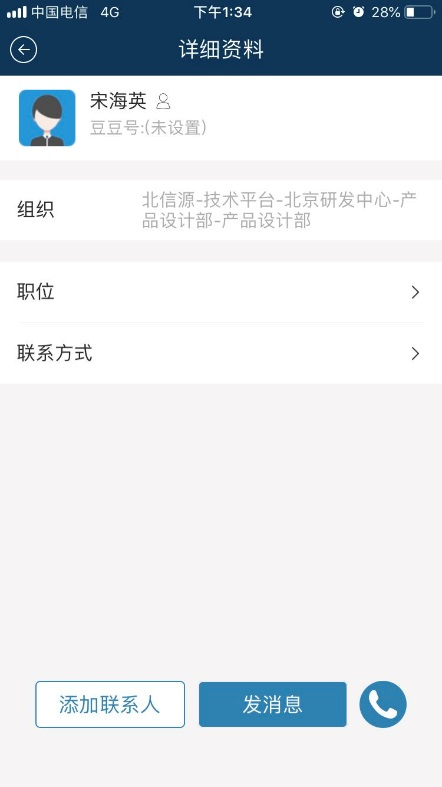 中国电信 4G 下午1:34 28%
详细资料
宋海英
豆豆号:(未设置)
组织
北信源-技术平台-北京研发中心-产
品设计部-产品设计部
职位
联系方式
添加联系人
发消息